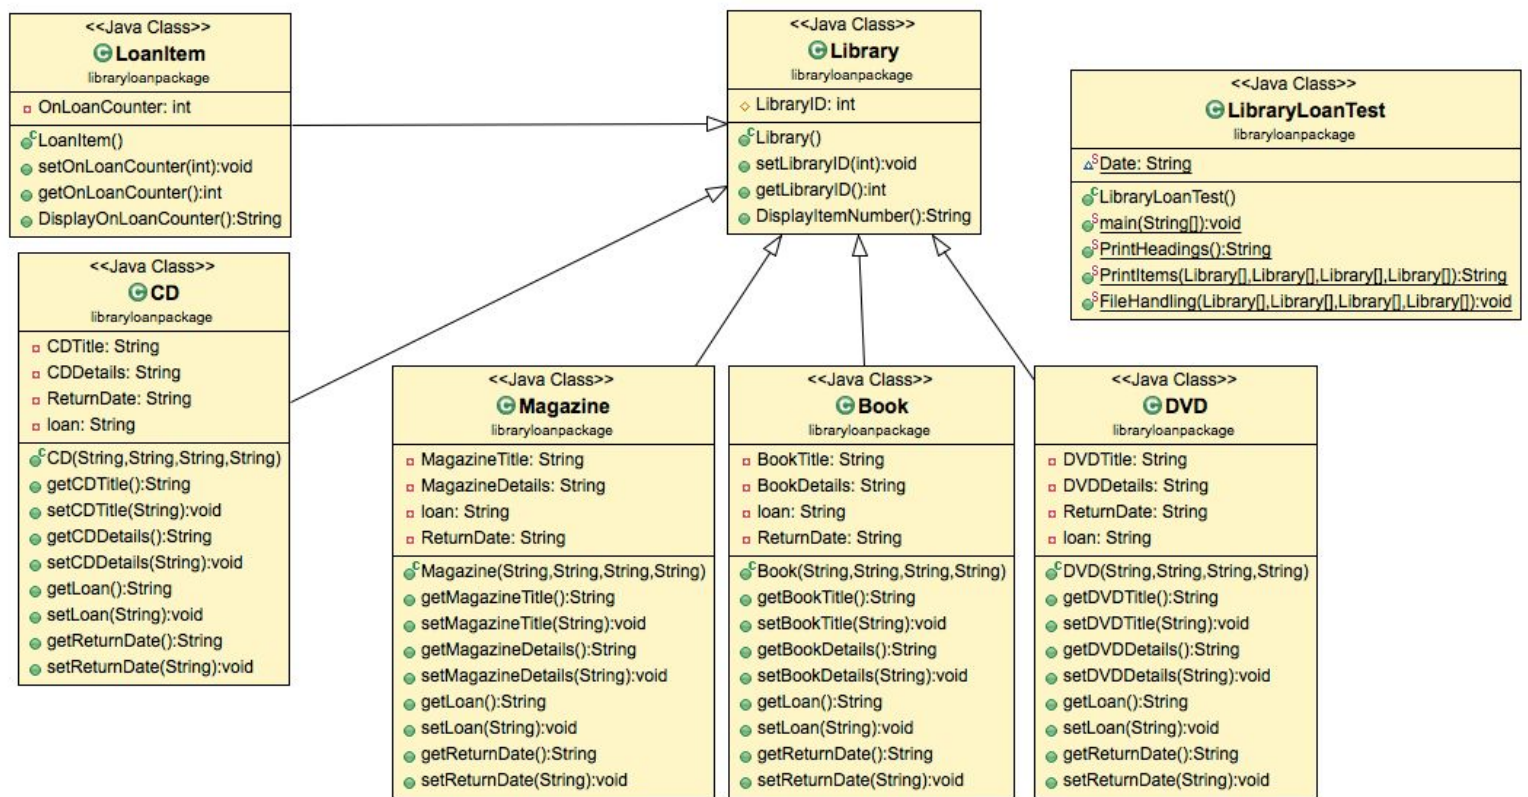 <<Java Class>>
LoanItem
libraryloanpackage
OnLoanCounter: int
LoanItem()
setOnLoanCounter(int):void
getOnLoanCounter():int
DisplayOnLoanCounter():String
<<Java Class>>
Library
libraryloanpackage
LibraryID: int
Library()
setLibraryID(int):void
getLibraryID():int
DisplayItemNumber():String
<<Java Class>>
LibraryLoanTest
libraryloanpackage
Date: String
LibraryLoanTest()
main(String[]):void
PrintHeadings():String
PrintItems(Library[],Library[],Library[],Library[]):String
FileHandling(Library[],Library[],Library[],Library[]):void
<<Java Class>>
CD
libraryloanpackage
CDTitle: String
CDDetails: String
ReturnDate: String
loan: String
CD(String,String,String,String)
getCDTitle():String
setCDTitle(String):void
getCDDetails():String
setCDDetails(String):void
getLoan():String
setLoan(String):void
getReturnDate():String
setReturnDate(String):void
<<Java Class>>
Magazine
libraryloanpackage
MagazineTitle: String
MagazineDetails: String
loan: String
ReturnDate: String
Magazine(String,String,String,String)
getMagazineTitle():String
setMagazineTitle(String):void
getMagazineDetails():String
setMagazineDetails(String):void
getLoan():String
setLoan(String):void
getReturnDate():String
setReturnDate(String):void
<<Java Class>>
Book
libraryloanpackage
BookTitle: String
BookDetails: String
loan: String
ReturnDate: String
Book(String,String,String,String)
getBookTitle():String
setBookTitle(String):void
getBookDetails():String
setBookDetails(String):void
getLoan():String
setLoan(String):void
getReturnDate():String
setReturnDate(String):void
<<Java Class>>
DVD
libraryloanpackage
DVDTitle: String
DVDDetails: String
ReturnDate: String
loan: String
DVD(String,String,String,String)
getDVDTitle():String
setDVDTitle(String):void
getDVDDetails():String
setDVDDetails(String):void
getLoan():String
setLoan(String):void
getReturnDate():String
setReturnDate(String):void